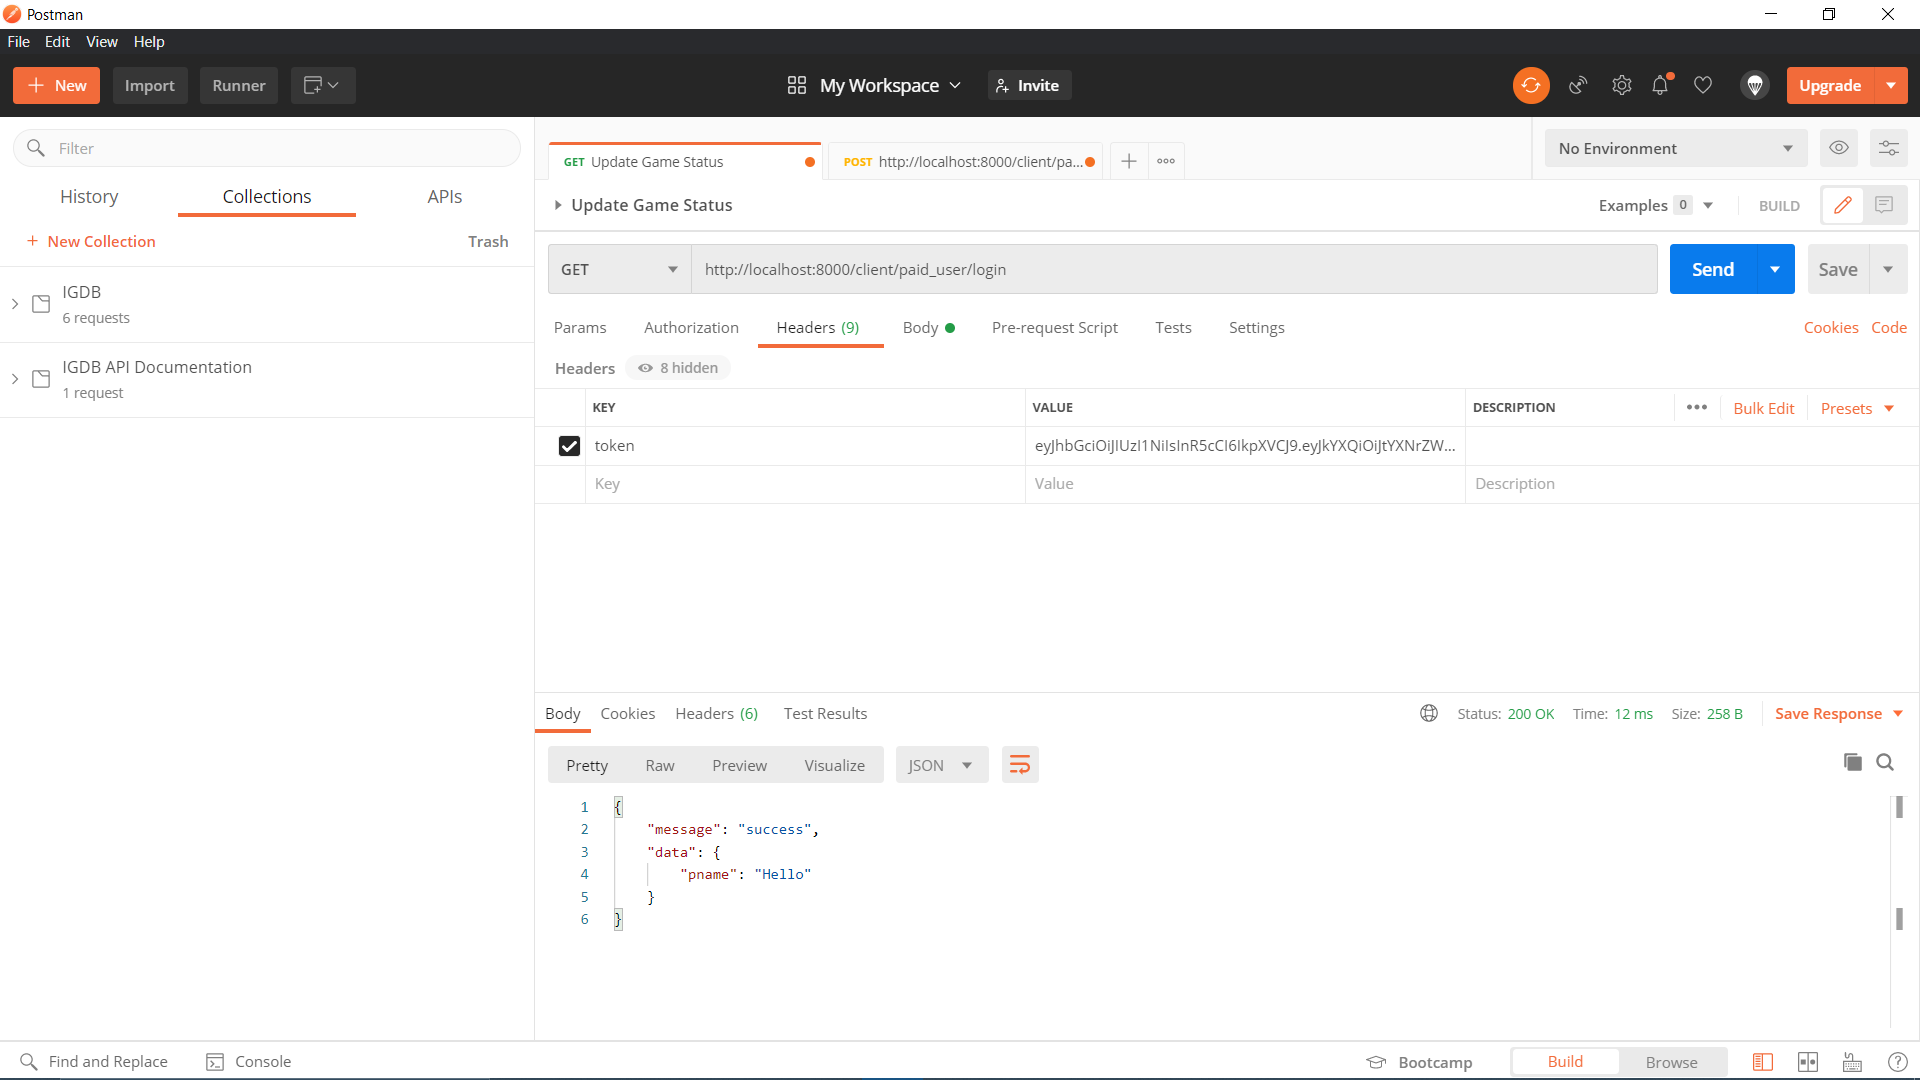 Postman
File Edit View Help
New Import Runner My Workspace Invite Upgrade
Filter
History Collections APIs
+ New Collection Trash
IGDB
6 requests
IGDB API Documentation
1 request
GET Update Game Status POST http://localhost:8000/client/pa... No Environment
Update Game Status Examples 0 BUILD
GET http://localhost:8000/client/paid_user/login Send Save
Params Authorization Headers (9) Body Pre-request Script Tests Settings Cookies Code
Headers 8 hidden
KEY VALUE DESCRIPTION ••• Bulk Edit Presets
token eyJhbGciOiJIUzI1NiIsInR5cCI6IkpXVCJ9.eyJkYXQiOiJtYXNrZW...
Key Value Description
Body Cookies Headers (6) Test Results Status: 200 OK Time: 12 ms Size: 258 B Save Response
Pretty Raw Preview Visualize JSON
1 {
2 "message": "success",
3 "data": {
4 "pname": "Hello"
5 }
6 }
Find and Replace Console Bootcamp Build Browse